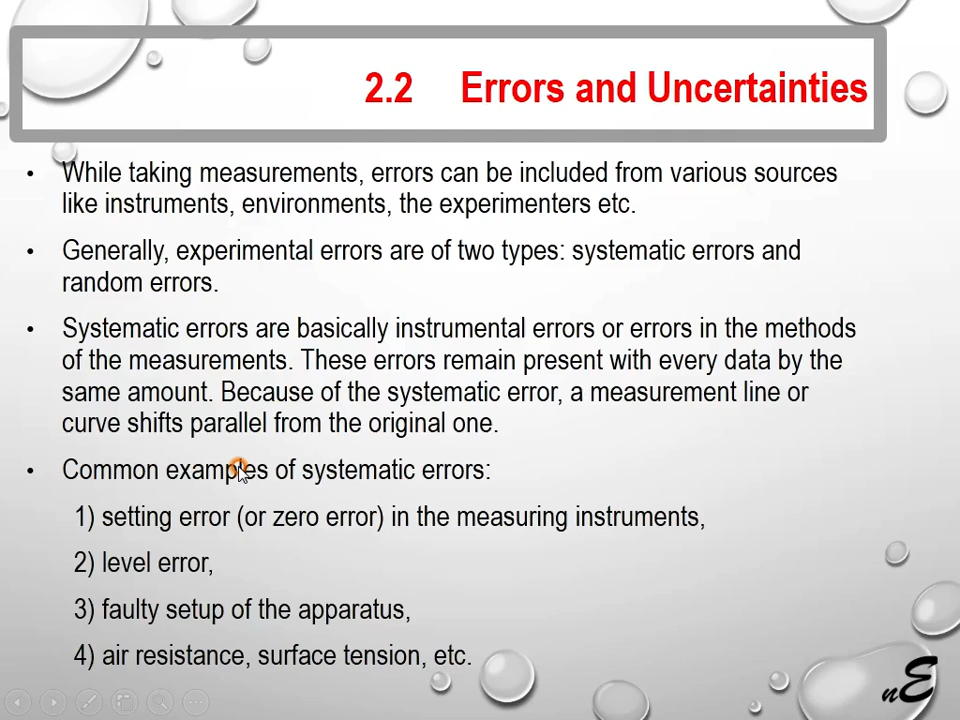 2.2 Errors and Uncertainties
• While taking measurements, errors can be included from various sources
like instruments, environments, the experimenters etc.
• Generally, experimental errors are of two types: systematic errors and
random errors.
• Systematic errors are basically instrumental errors or errors in the methods
of the measurements. These errors remain present with every data by the
same amount. Because of the systematic error, a measurement line or
curve shifts parallel from the original one.
• Common examples of systematic errors:
1) setting error (or zero error) in the measuring instruments,
2) level error,
3) faulty setup of the apparatus,
4) air resistance, surface tension, etc.
nE